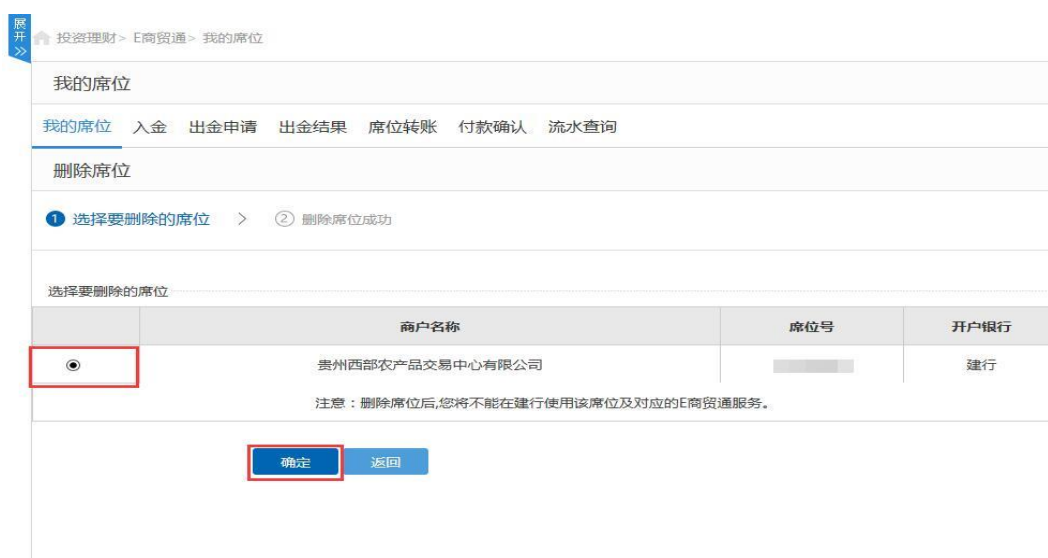 展开
投资理财> E商贸通> 我的席位
我的席位
我的席位 入金 出金申请 出金结果 席位转账 付款确认 流水查询
删除席位
1 选择要删除的席位 > 2 删除席位成功
选择要删除的席位
商户名称 席位号 开户银行
贵州西部农产品交易中心有限公司 建行
注意：删除席位后,您将不能在建行使用该席位及对应的E商贸通服务。
确定 返回